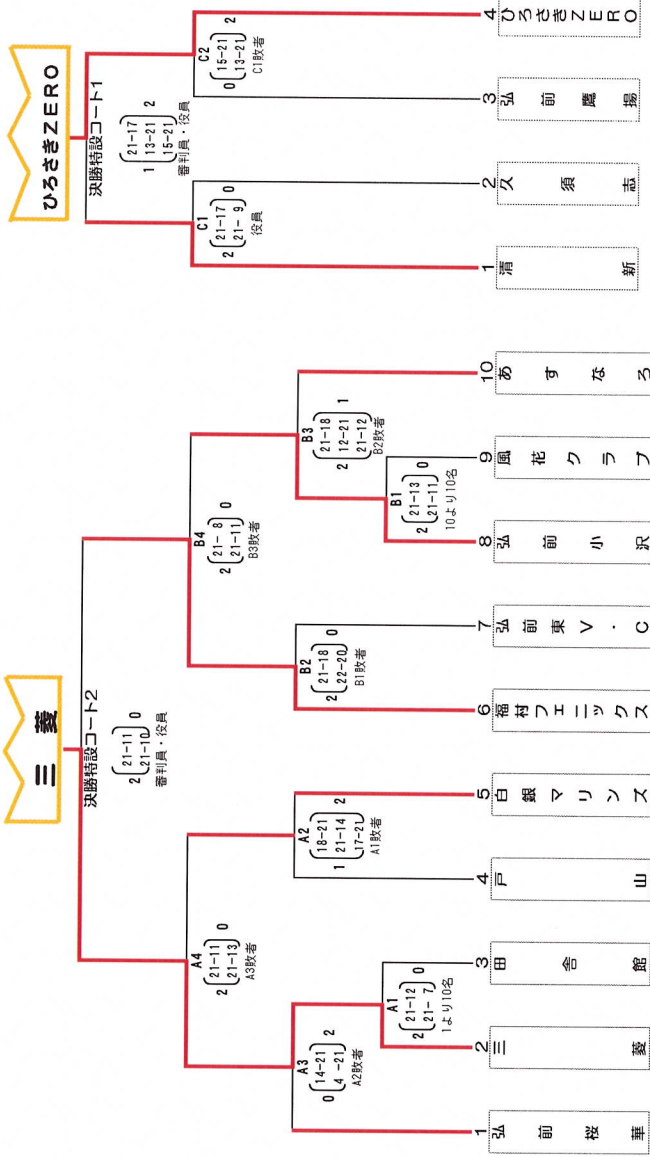 三菱
決勝特設コート2
2 21-11 0
21-10
審判員・役員
A4
2 21-11 0
21-13
A3敗者
B4
2 21- 8 0
21-11
B3敗者
A3
0 14-21 2
4 -21
A2敗者
A2
18-21
1 21-14 2
17-21
A1敗者
B2
2 21-18 0
22-20
B1敗者
B3
21-18
2 12-21 1
21-12
B2敗者
A1
2 21-12 0
21- 7
1より10名
B1
2 21-13 0
21-11
10より10名
1 弘前桜華
2 三菱
3 田舎館
4 戸山
5 白銀マリンズ
6 福村フェニックス
7 弘前東V・C
8 弘前小沢
9 風花クラブ
10 あすなろ
ひろさきZERO
決勝特設コート1
21-17
1 13-21 2
15-21
審判員・役員
C1
2 21-17 0
21- 9
役員
C2
0 15-21 2
13-21
C1敗者
1 清新
2 久須志
3 弘前鷹揚
4 ひろさきZERO